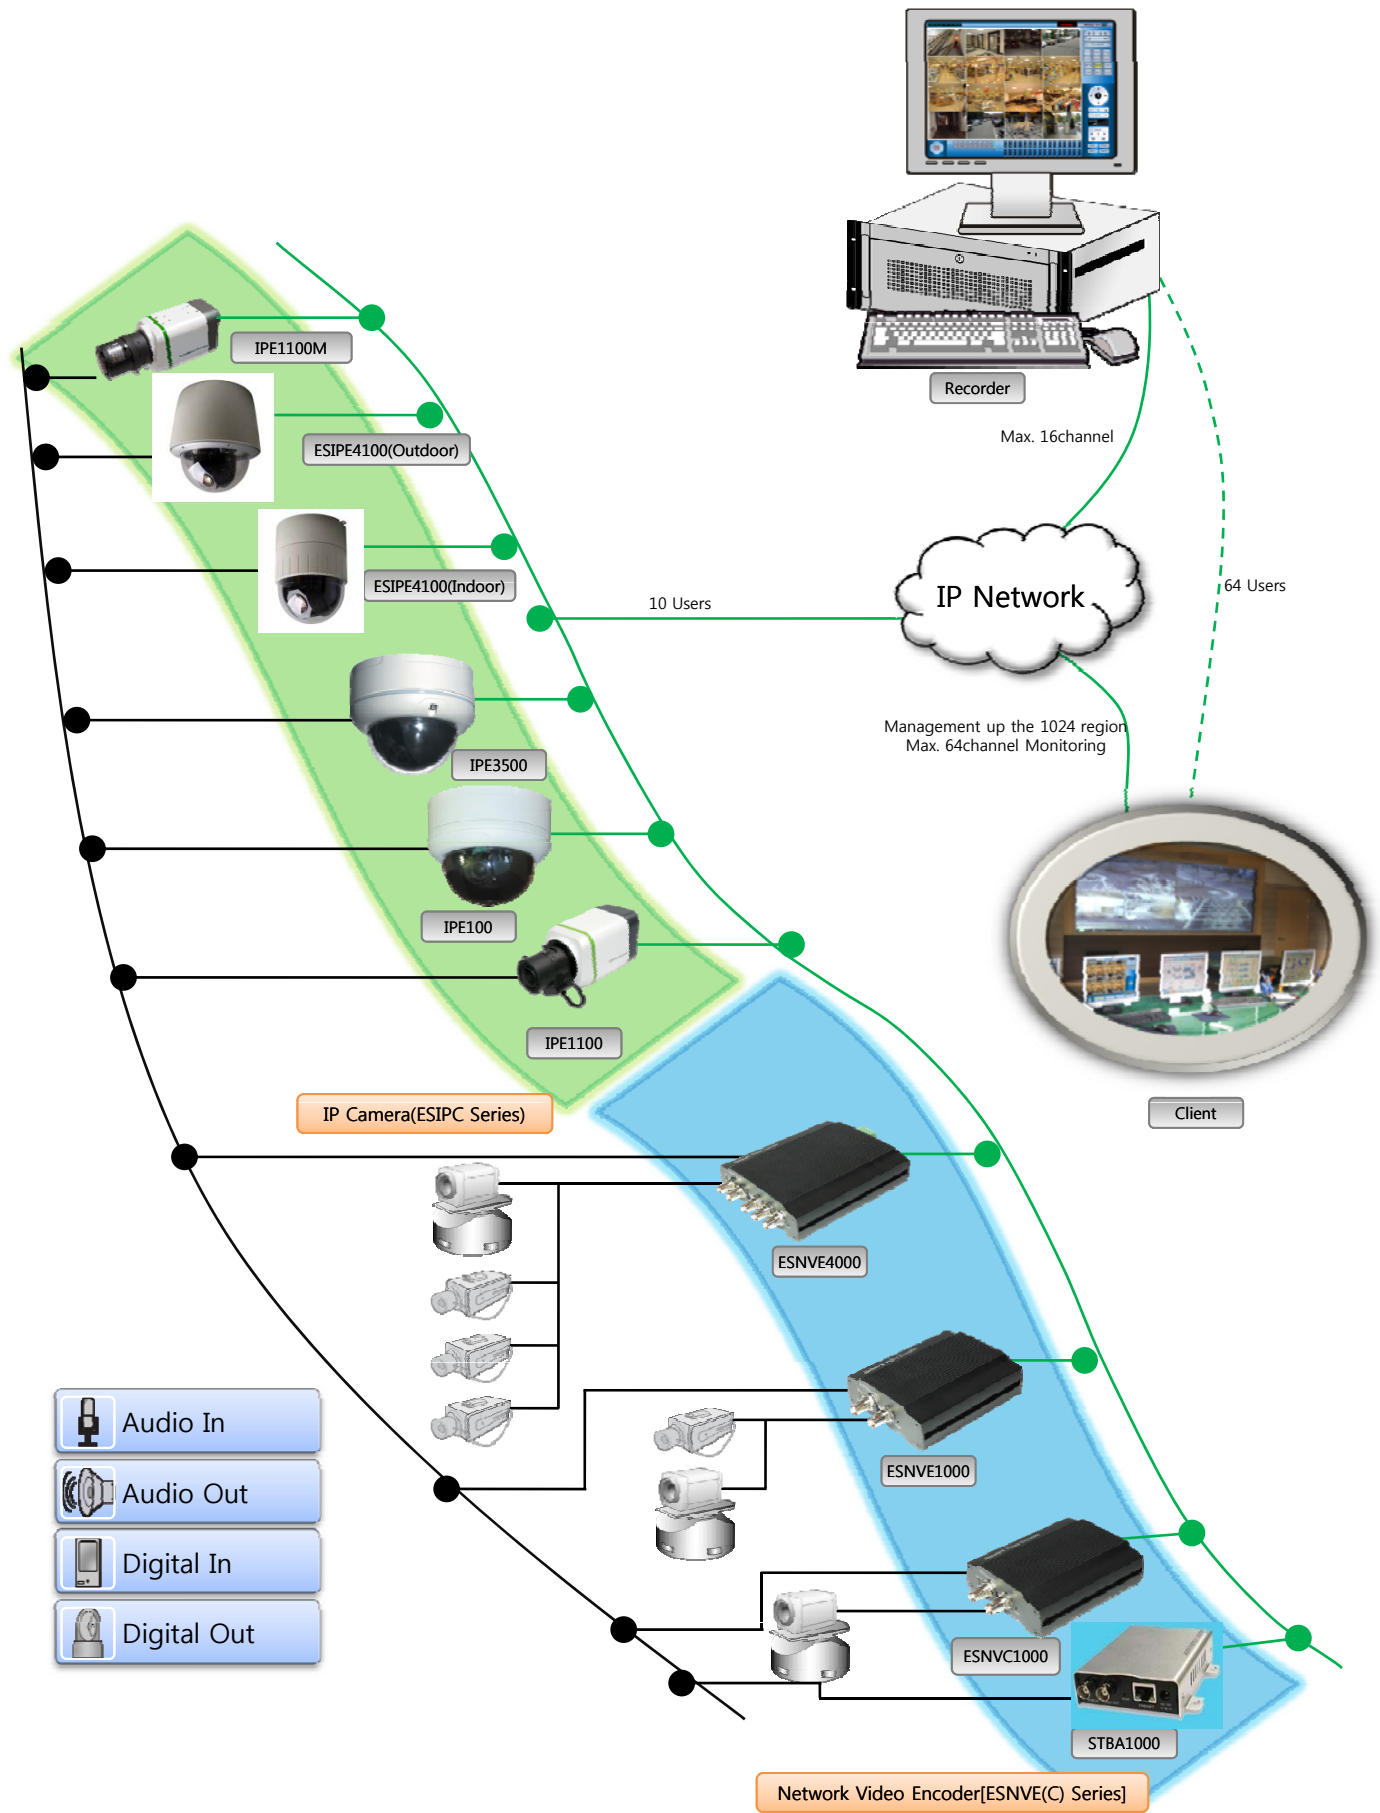 IPE1100M
Recorder
ESIPE4100(Outdoor)
Max. 16channel
ESIPE4100(Indoor)
10 Users
IP Network
64 Users
Management up the 1024 region
Max. 64channel Monitoring
IPE3500
IPE100
IPE1100
IP Camera(ESIPC Series)
Client
ESNVE4000
Audio In
Audio Out
Digital In
Digital Out
ESNVE1000
ESNVC1000
STBA1000
Network Video Encoder[ESNVE(C) Series]